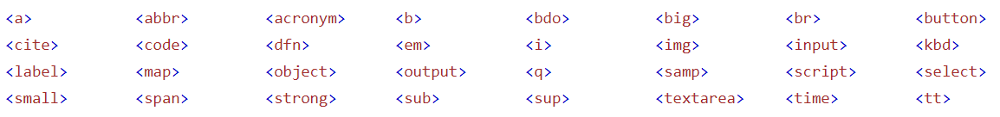 <a> <abbr> <acronym> <b> <bdo> <big> <br> <button>
<cite> <code> <dfn> <em> <i> <img> <input> <kbd>
<label> <map> <object> <output> <q> <samp> <script> <select>
<small> <span> <strong> <sub> <sup> <textarea> <time> <tt>